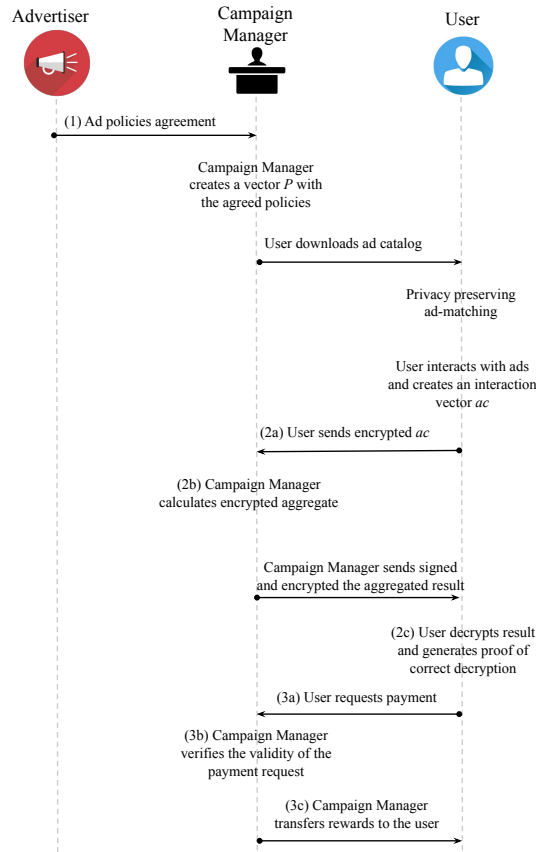 Advertiser
Campaign
Manager
User
(1) Ad policies agreement
Campaign Manager
creates a vector P with
the agreed policies
User downloads ad catalog
Privacy preserving
ad-matching
User interacts with ads
and creates an interaction
vector ac
(2a) User sends encrypted ac
(2b) Campaign Manager
calculates encrypted aggregate
Campaign Manager sends signed
and encrypted the aggregated result
(2c) User decrypts result
and generates proof of
correct decryption
(3a) User requests payment
(3b) Campaign Manager
verifies the validity of the
payment request
(3c) Campaign Manager
transfers rewards to the user